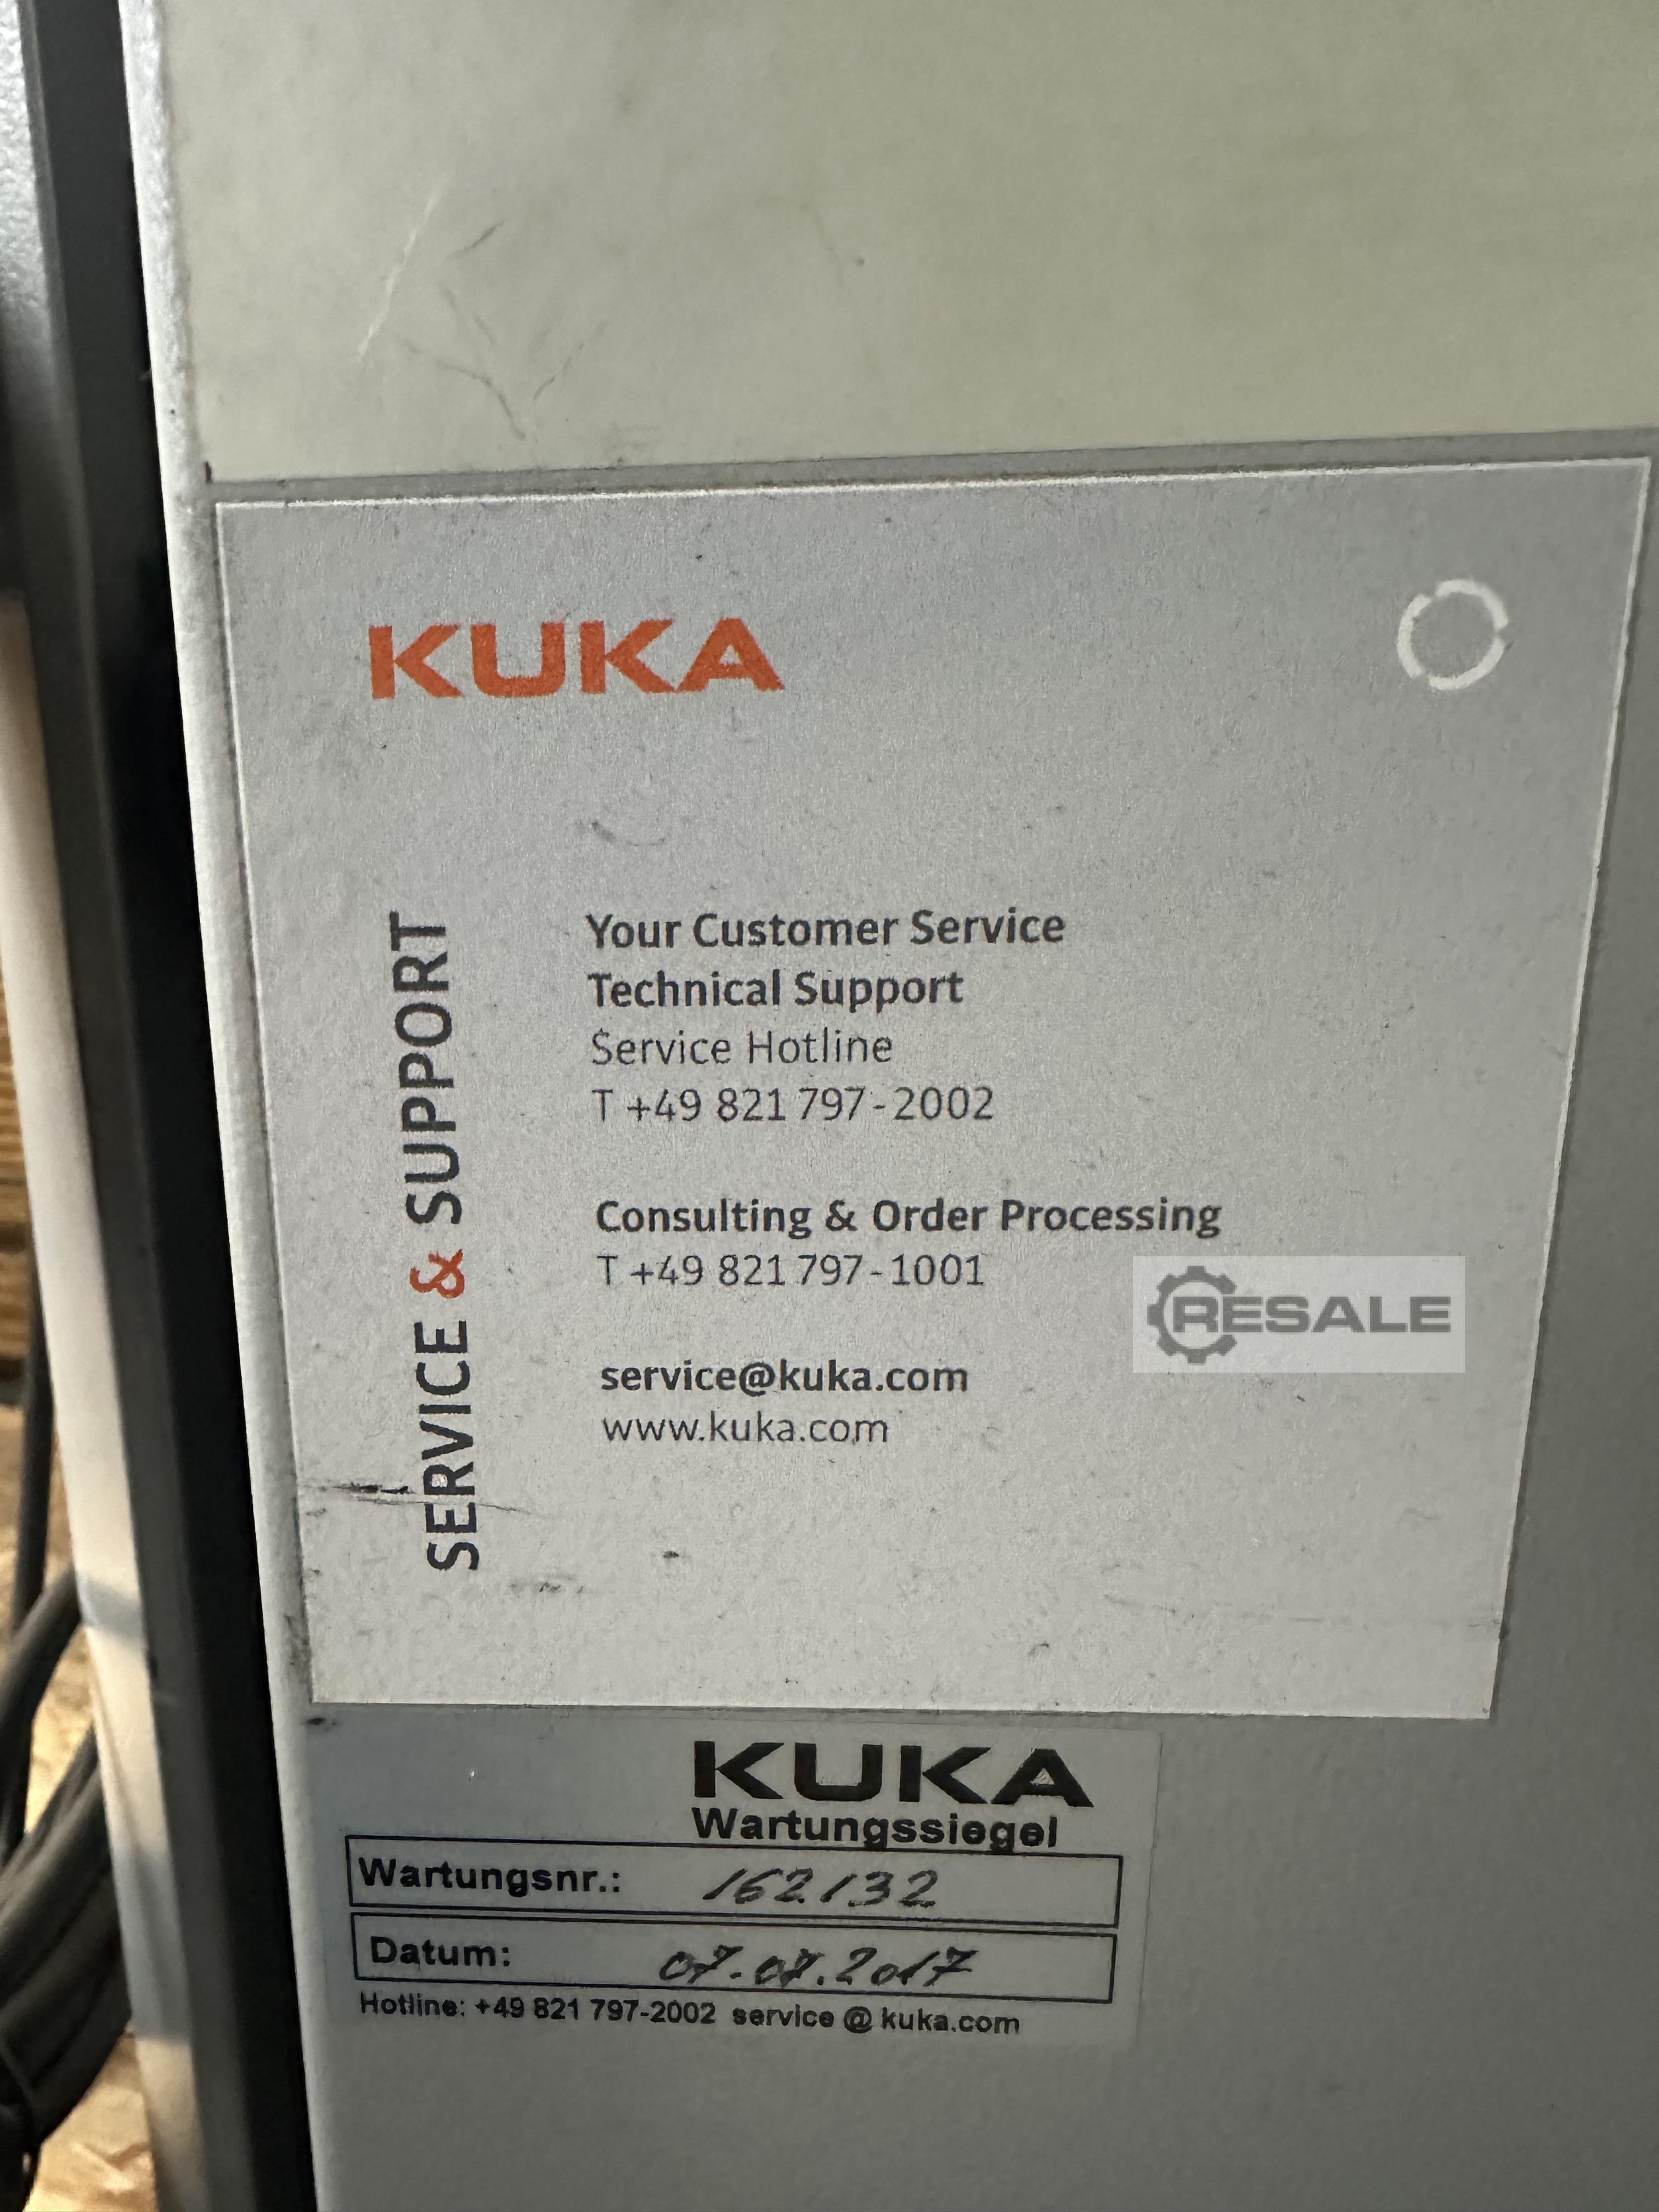 KUKA
SERVICE & SUPPORT
Your Customer Service
Technical Support
Service Hotline
T +49 821 797-2002
Consulting & Order Processing
T +49 821 797-1001
service@kuka.com
www.kuka.com
RESALE
KUKA
Wartungssiegel
Wartungsnr.: 162132
Datum: 07.07.2017
Hotline: +49 821 797-2002 service @ kuka.com